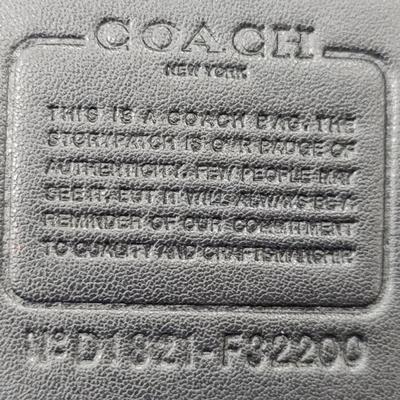 COACH
NEW YORK
THIS IS A COACH BAG. THE
STORYPATCH IS OUR BADGE OF
AUTHENTICITY. FEW PEOPLE MAY
SEE IT, BUT IT WILL ALWAYS BE A
REMINDER OF OUR COMMITMENT
TO QUALITY AND CRAFTSMANSHIP
Nº D1821-F32200